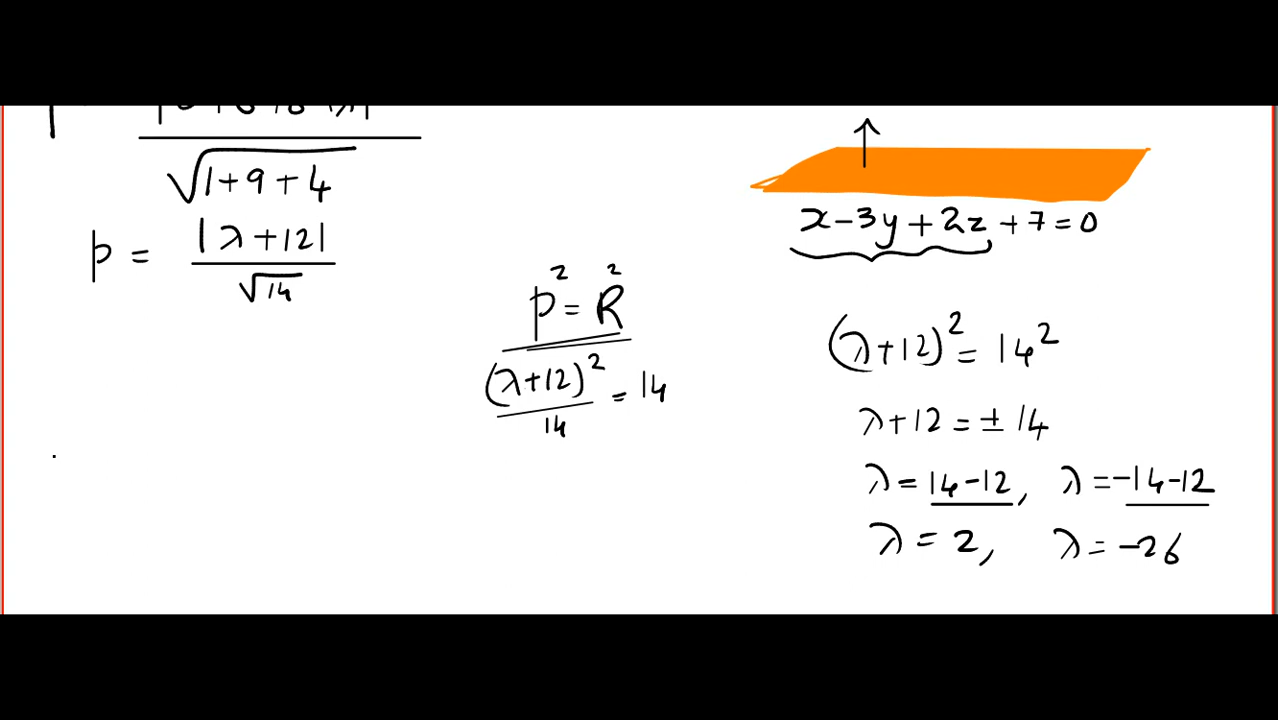 √1+9+4
p = |λ+12|
√14
p² = R²
(λ+12)² = 14
14
x-3y+2z+7=0
(λ+12)² = 14²
λ+12 = ± 14
λ = 14-12, λ = -14-12
λ = 2, λ = -26